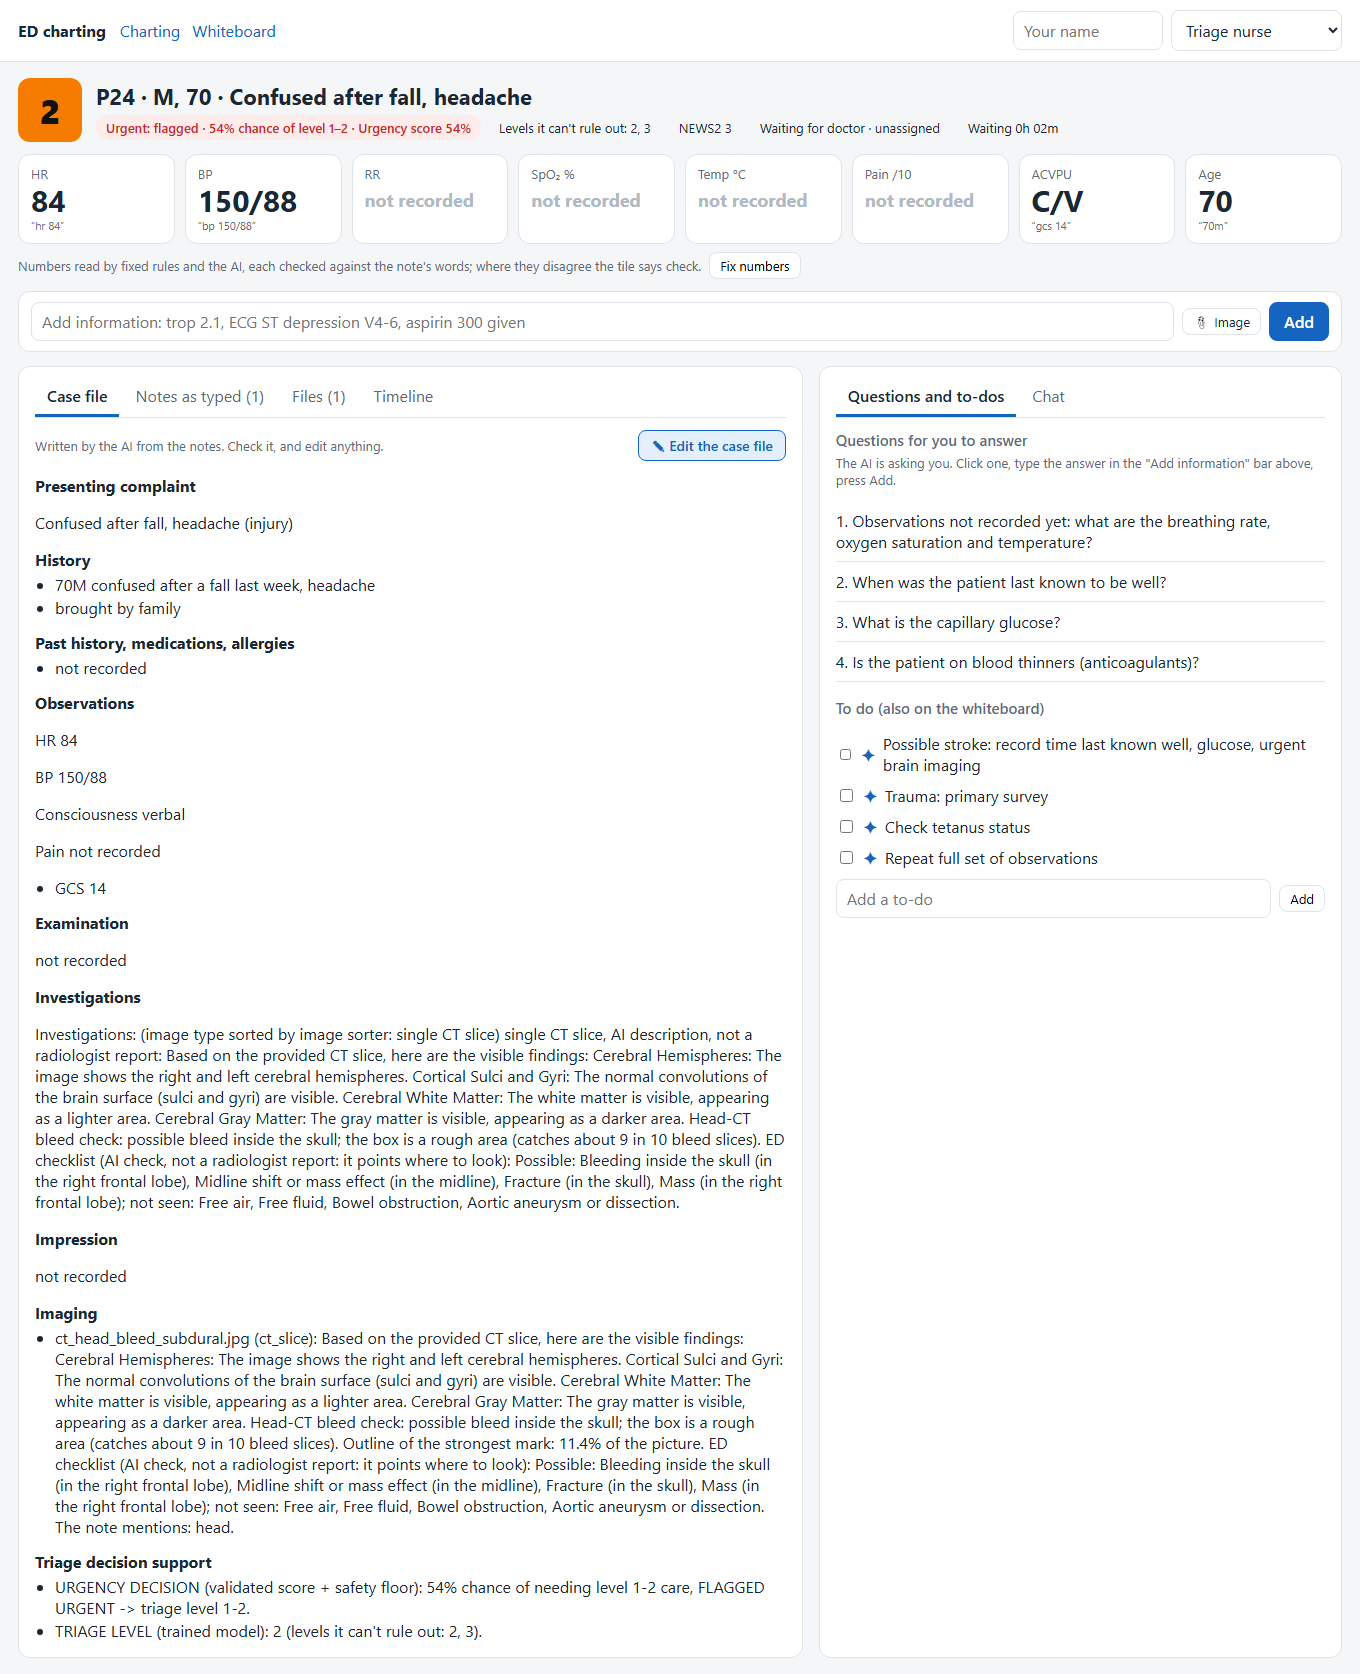 ED charting Charting Whiteboard Your name Triage nurse
2
P24 · M, 70 · Confused after fall, headache
Urgent: flagged · 54% chance of level 1–2 · Urgency score 54% Levels it can't rule out: 2, 3 NEWS2 3 Waiting for doctor · unassigned Waiting 0h 02m
HR
84
"hr 84"
BP
150/88
"bp 150/88"
RR
not recorded
SpO₂ %
not recorded
Temp °C
not recorded
Pain /10
not recorded
ACVPU
C/V
"gcs 14"
Age
70
"70m"
Numbers read by fixed rules and the AI, each checked against the note's words; where they disagree the tile says check. Fix numbers
Add information: trop 2.1, ECG ST depression V4-6, aspirin 300 given Image Add
Case file Notes as typed (1) Files (1) Timeline
Written by the AI from the notes. Check it, and edit anything. Edit the case file
Presenting complaint
Confused after fall, headache (injury)
History
• 70M confused after a fall last week, headache
• brought by family
Past history, medications, allergies
• not recorded
Observations
HR 84
BP 150/88
Consciousness verbal
Pain not recorded
• GCS 14
Examination
not recorded
Investigations
Investigations: (image type sorted by image sorter: single CT slice) single CT slice, AI description, not a
radiologist report: Based on the provided CT slice, here are the visible findings: Cerebral Hemispheres: The
image shows the right and left cerebral hemispheres. Cortical Sulci and Gyri: The normal convolutions of
the brain surface (sulci and gyri) are visible. Cerebral White Matter: The white matter is visible, appearing
as a lighter area. Cerebral Gray Matter: The gray matter is visible, appearing as a darker area. Head-CT
bleed check: possible bleed inside the skull; the box is a rough area (catches about 9 in 10 bleed slices). ED
checklist (AI check, not a radiologist report: it points where to look): Possible: Bleeding inside the skull (in
the right frontal lobe), Midline shift or mass effect (in the midline), Fracture (in the skull), Mass (in the right
frontal lobe); not seen: Free air, Free fluid, Bowel obstruction, Aortic aneurysm or dissection.
Impression
not recorded
Imaging
• ct_head_bleed_subdural.jpg (ct_slice): Based on the provided CT slice, here are the visible findings:
Cerebral Hemispheres: The image shows the right and left cerebral hemispheres. Cortical Sulci and Gyri:
The normal convolutions of the brain surface (sulci and gyri) are visible. Cerebral White Matter: The
white matter is visible, appearing as a lighter area. Cerebral Gray Matter: The gray matter is visible,
appearing as a darker area. Head-CT bleed check: possible bleed inside the skull; the box is a rough
area (catches about 9 in 10 bleed slices). Outline of the strongest mark: 11.4% of the picture. ED
checklist (AI check, not a radiologist report: it points where to look): Possible: Bleeding inside the skull
(in the right frontal lobe), Midline shift or mass effect (in the midline), Fracture (in the skull), Mass (in
the right frontal lobe); not seen: Free air, Free fluid, Bowel obstruction, Aortic aneurysm or dissection.
The note mentions: head.
Triage decision support
• URGENCY DECISION (validated score + safety floor): 54% chance of needing level 1-2 care, FLAGGED
URGENT -> triage level 1-2.
• TRIAGE LEVEL (trained model): 2 (levels it can't rule out: 2, 3).
Questions and to-dos Chat
Questions for you to answer
The AI is asking you. Click one, type the answer in the "Add information" bar above,
press Add.
1. Observations not recorded yet: what are the breathing rate,
oxygen saturation and temperature?
2. When was the patient last known to be well?
3. What is the capillary glucose?
4. Is the patient on blood thinners (anticoagulants)?
To do (also on the whiteboard)
Possible stroke: record time last known well, glucose, urgent
brain imaging
Trauma: primary survey
Check tetanus status
Repeat full set of observations
Add a to-do Add